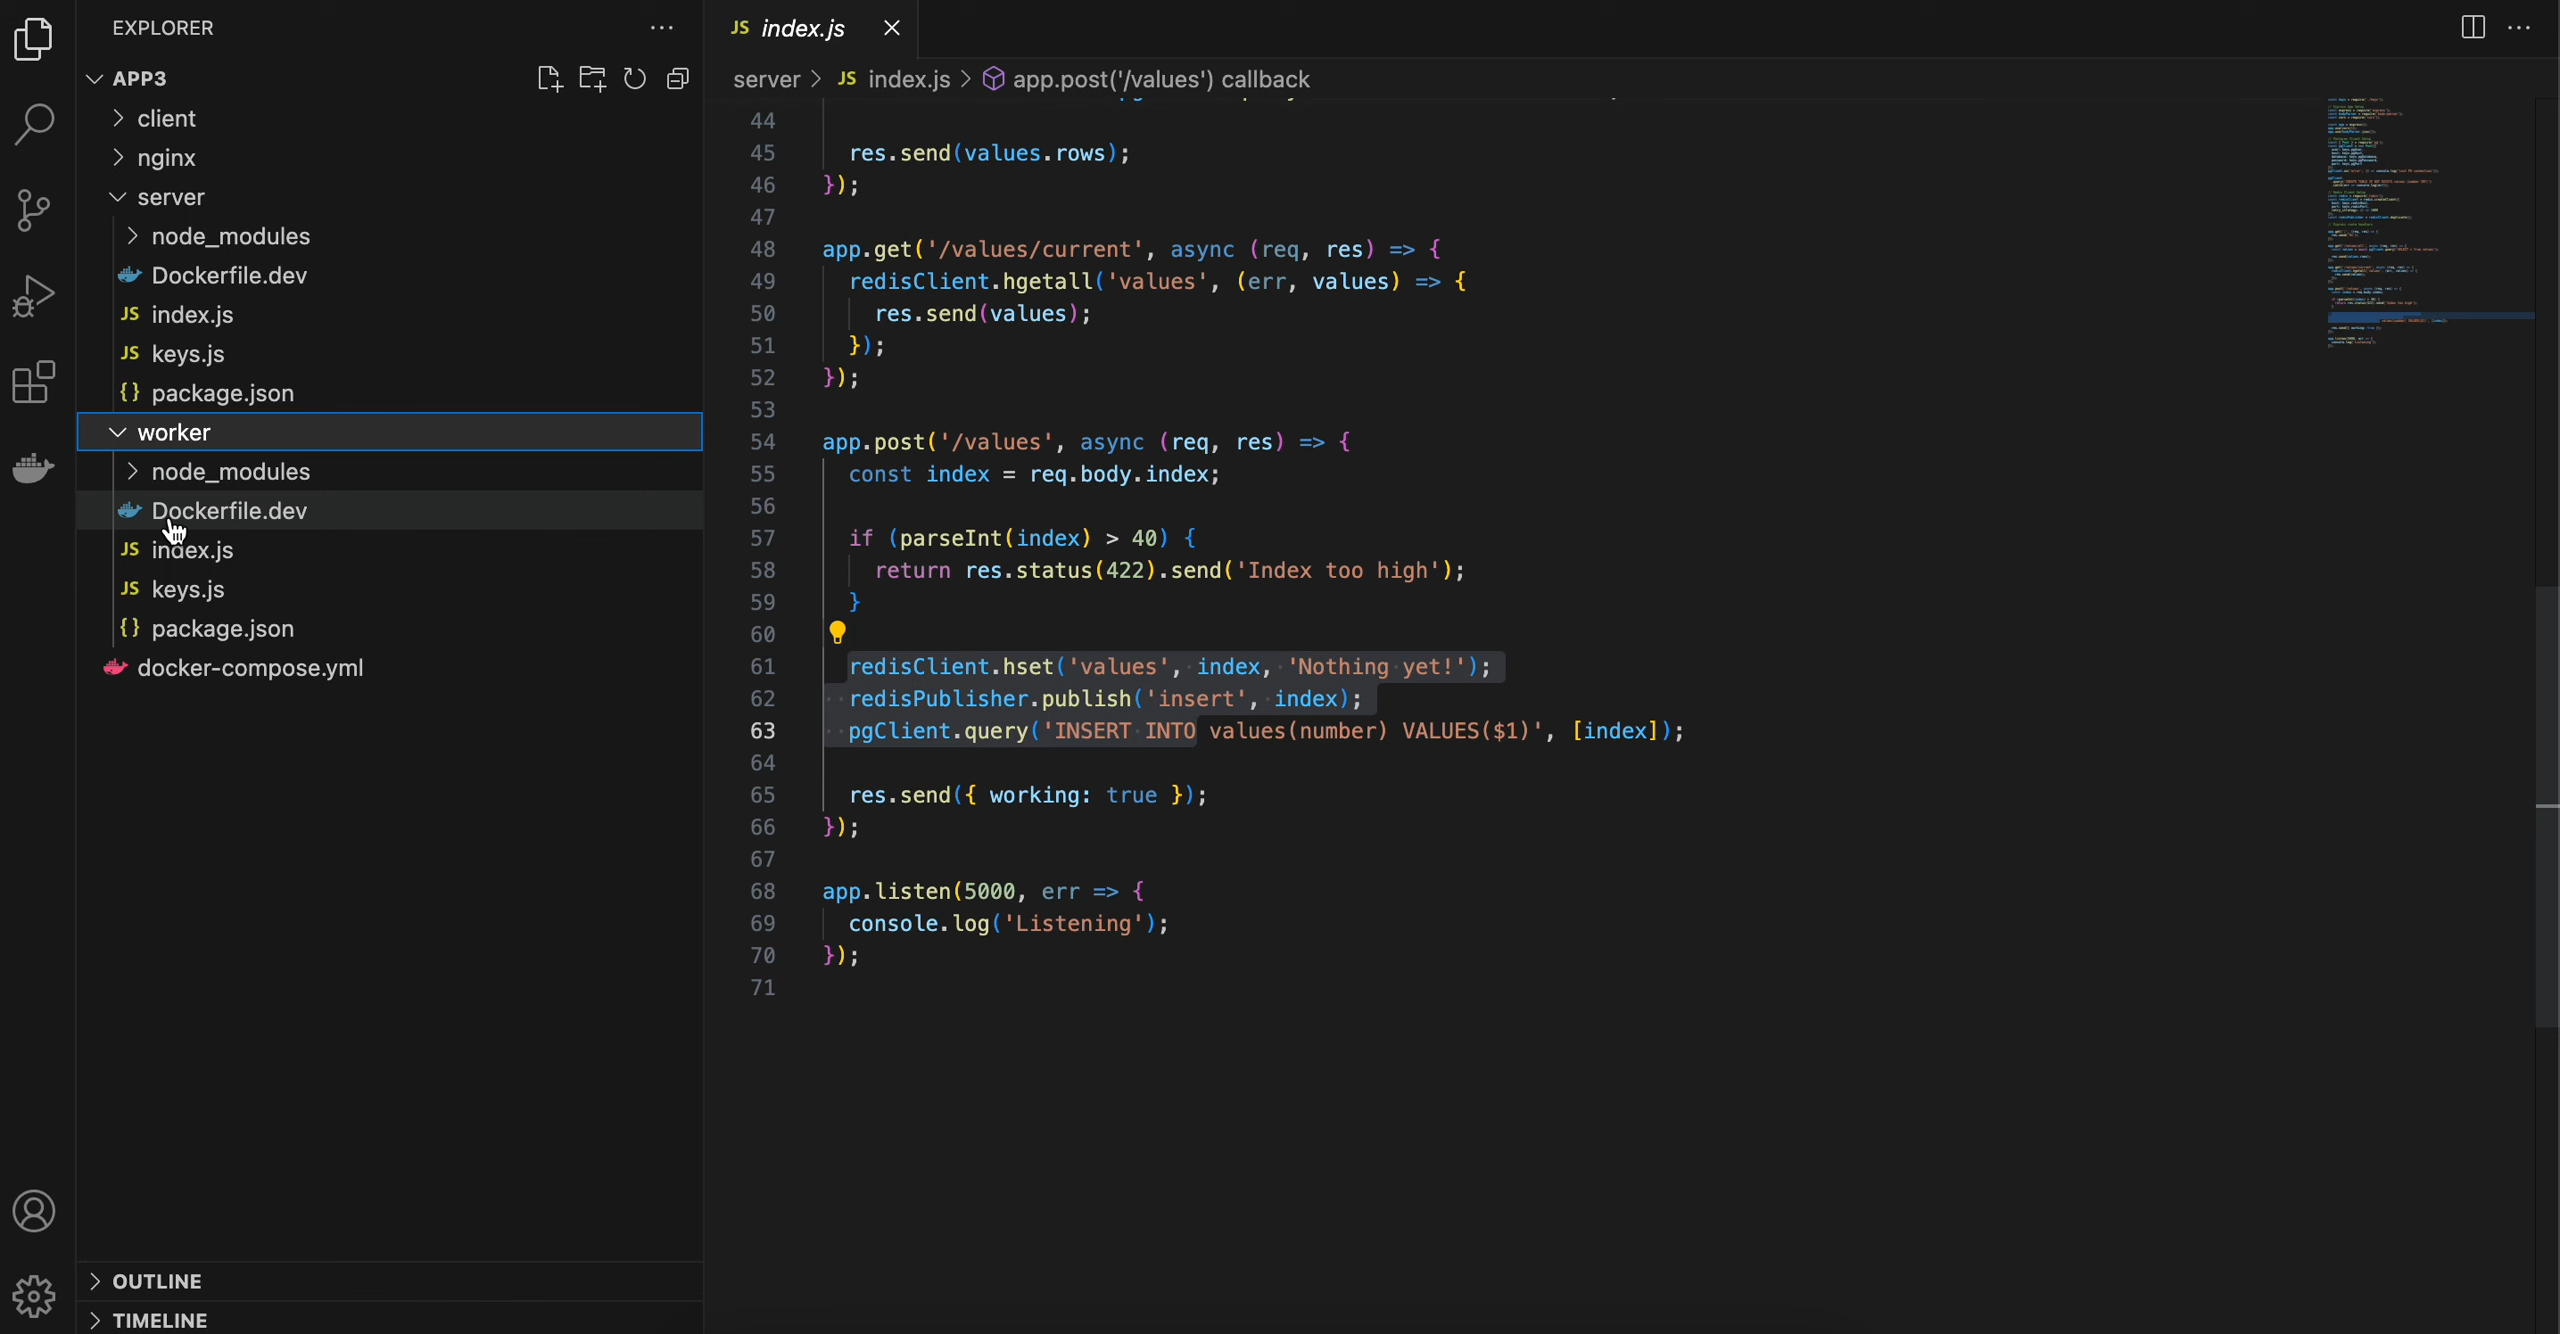 EXPLORER
APP3
client
nginx
server
node_modules
Dockerfile.dev
JS index.js
JS keys.js
{} package.json
worker
node_modules
Dockerfile.dev
JS index.js
JS keys.js
{} package.json
docker-compose.yml
OUTLINE
TIMELINE
JS index.js
server > JS index.js > app.post('/values') callback
44
45 res.send(values.rows);
46 });
47
48 app.get('/values/current', async (req, res) => {
49 redisClient.hgetall('values', (err, values) => {
50 res.send(values);
51 });
52 });
53
54 app.post('/values', async (req, res) => {
55 const index = req.body.index;
56
57 if (parseInt(index) > 40) {
58 return res.status(422).send('Index too high');
59 }
60
61 redisClient.hset('values', index, 'Nothing yet!');
62 redisPublisher.publish('insert', index);
63 pgClient.query('INSERT INTO values(number) VALUES($1)', [index]);
64
65 res.send({ working: true });
66 });
67
68 app.listen(5000, err => {
69 console.log('Listening');
70 });
71